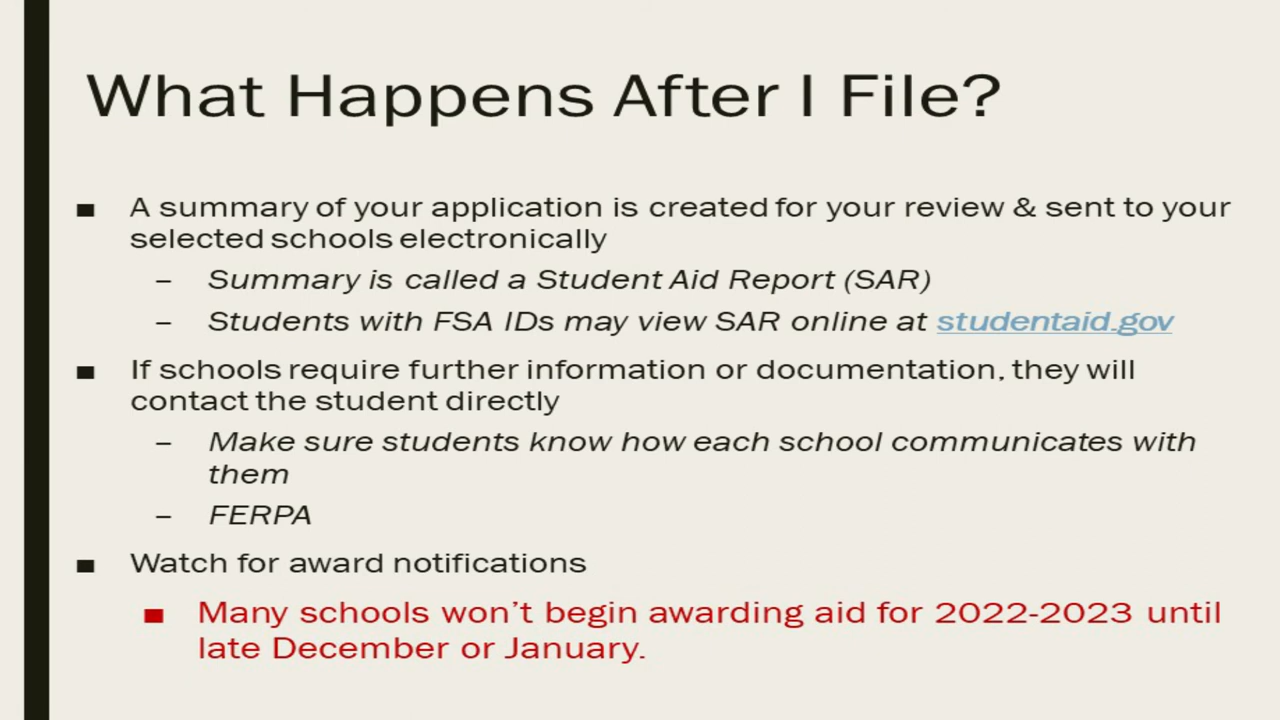 What Happens After I File?
■ A summary of your application is created for your review & sent to your
selected schools electronically
– Summary is called a Student Aid Report (SAR)
– Students with FSA IDs may view SAR online at studentaid.gov
■ If schools require further information or documentation, they will
contact the student directly
– Make sure students know how each school communicates with
them
– FERPA
■ Watch for award notifications
■ Many schools won't begin awarding aid for 2022-2023 until
late December or January.